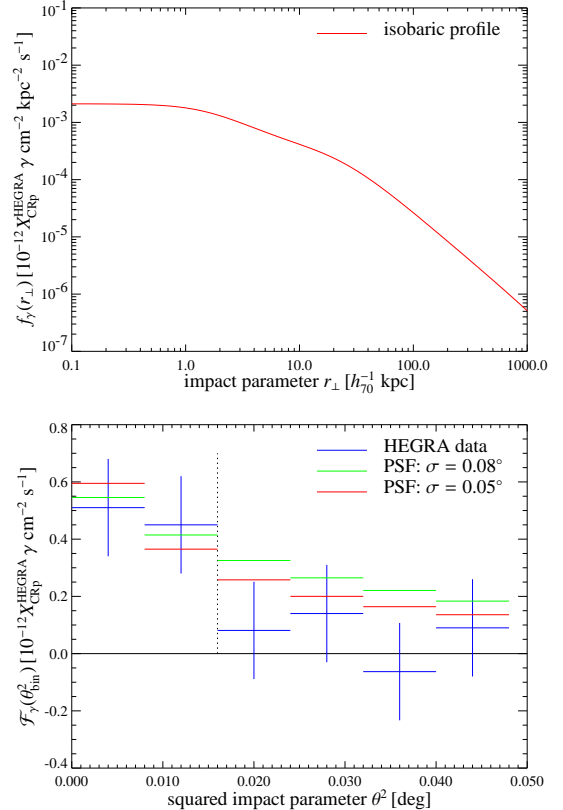 10⁻¹
isobaric profile
10⁻²
10⁻³
10⁻⁴
10⁻⁵
10⁻⁶
10⁻⁷
f_γ(r_⊥) [10⁻¹² X_CRp^HEGRA γ cm⁻² kpc⁻² s⁻¹]
0.1 1.0 10.0 100.0 1000.0
impact parameter r_⊥ [h₇₀⁻¹ kpc]
0.8
HEGRA data
PSF: σ = 0.08°
PSF: σ = 0.05°
0.6
0.4
0.2
0.0
-0.2
-0.4
ℱ_γ(θ²_bin) [10⁻¹² X_CRp^HEGRA γ cm⁻² s⁻¹]
0.000 0.010 0.020 0.030 0.040 0.050
squared impact parameter θ² [deg]